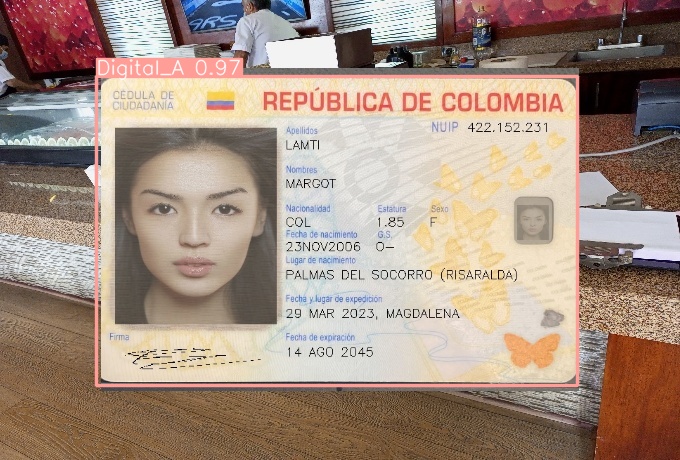 ARS
Digital_A 0.97
CÉDULA DE
CIUDADANÍA
REPÚBLICA DE COLOMBIA
NUIP 422.152.231
Apellidos
LAMTI
Nombres
MARGOT
Nacionalidad Estatura Sexo
COL 1.85 F
Fecha de nacimiento G.S.
23NOV2006 O-
Lugar de nacimiento
PALMAS DEL SOCORRO (RISARALDA)
Fecha y lugar de expedición
29 MAR 2023, MAGDALENA
Firma
Fecha de expiración
14 AGO 2045